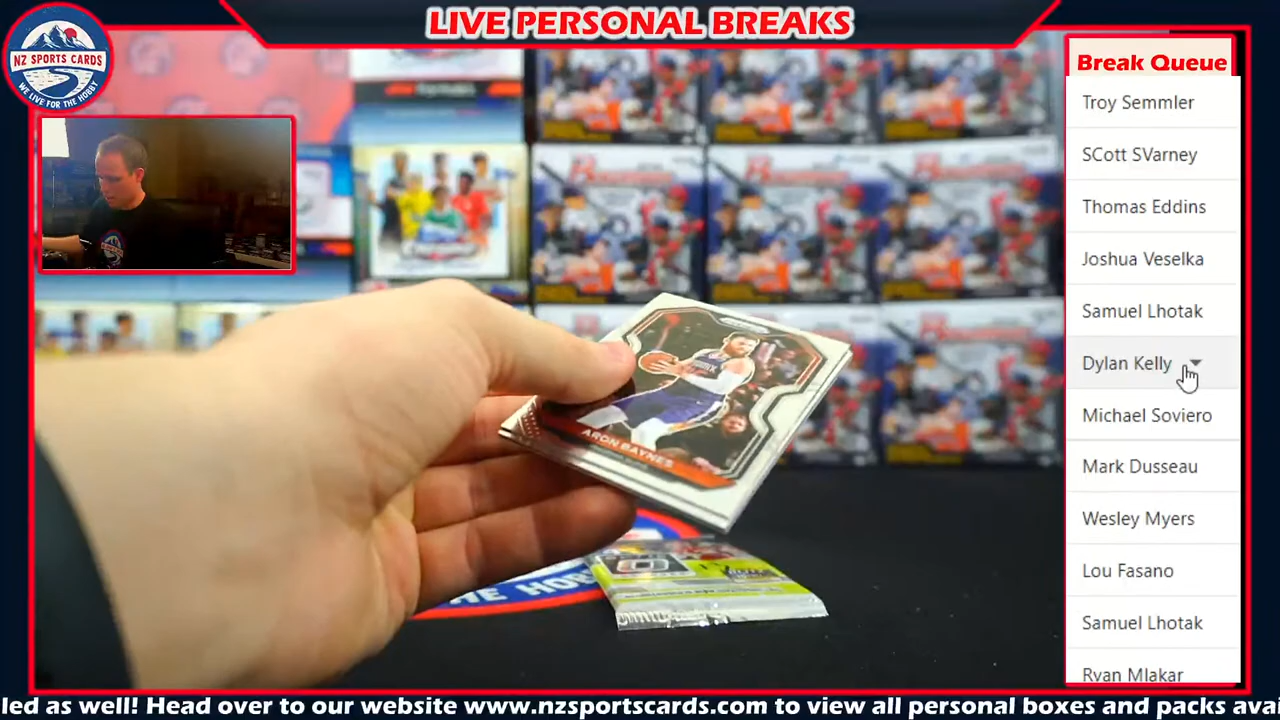 LIVE PERSONAL BREAKS
NZ SPORTS CARDS
WE LIVE FOR THE HOBBY
Break Queue
Troy Semmler
SCott SVarney
Thomas Eddins
Joshua Veselka
Samuel Lhotak
Dylan Kelly
Michael Soviero
Mark Dusseau
Wesley Myers
Lou Fasano
Samuel Lhotak
Ryan Mlakar
ARON BAYNES
WE HOBB
led as well! Head over to our website www.nzsportscards.com to view all personal boxes and packs avai